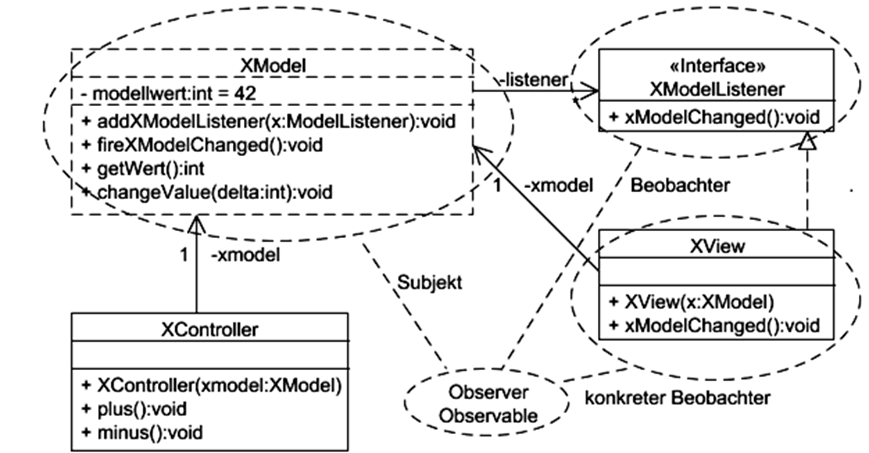 XModel
- modellwert:int = 42
+ addXModelListener(x:ModelListener):void
+ fireXModelChanged():void
+ getWert():int
+ changeValue(delta:int):void
-listener
*
«Interface»
XModelListener
+ xModelChanged():void
1 -xmodel
Beobachter
1 -xmodel
Subjekt
XView
+ XView(x:XModel)
+ xModelChanged():void
XController
+ XController(xmodel:XModel)
+ plus():void
+ minus():void
Observer
Observable
konkreter Beobachter